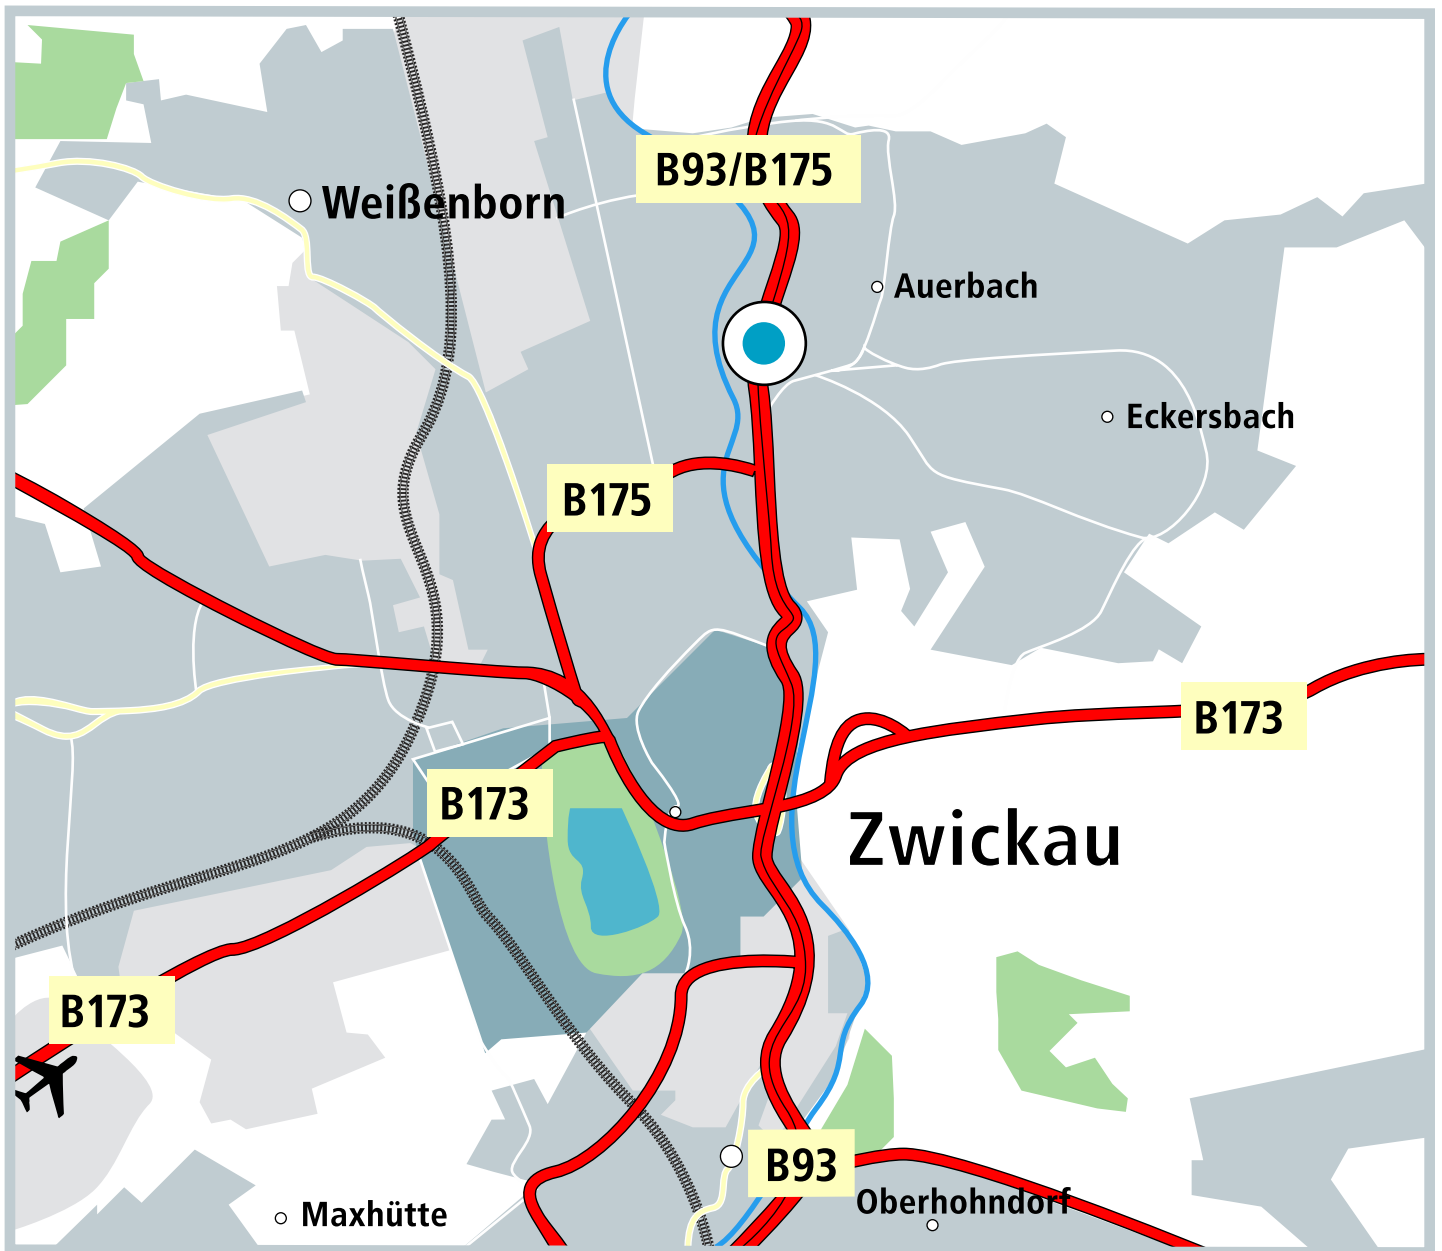 B93/B175
Weißenborn
Auerbach
Eckersbach
B175
B173
B173
Zwickau
B173
B93
Oberhohndorf
Maxhütte